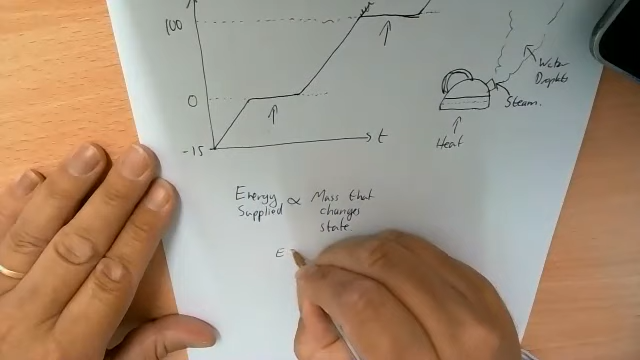 100
0
-15
t
Water
Droplets
Steam.
Heat
Energy Supplied ∝ Mass that changes state.
E